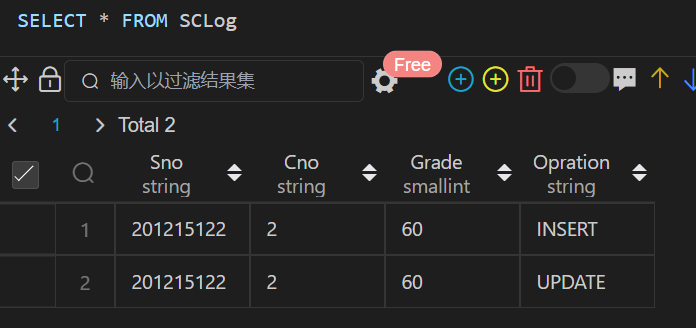 SELECT * FROM SCLog
输入以过滤结果集
Free
1 Total 2
Sno Cno Grade Opration
string string smallint string
1 201215122 2 60 INSERT
2 201215122 2 60 UPDATE